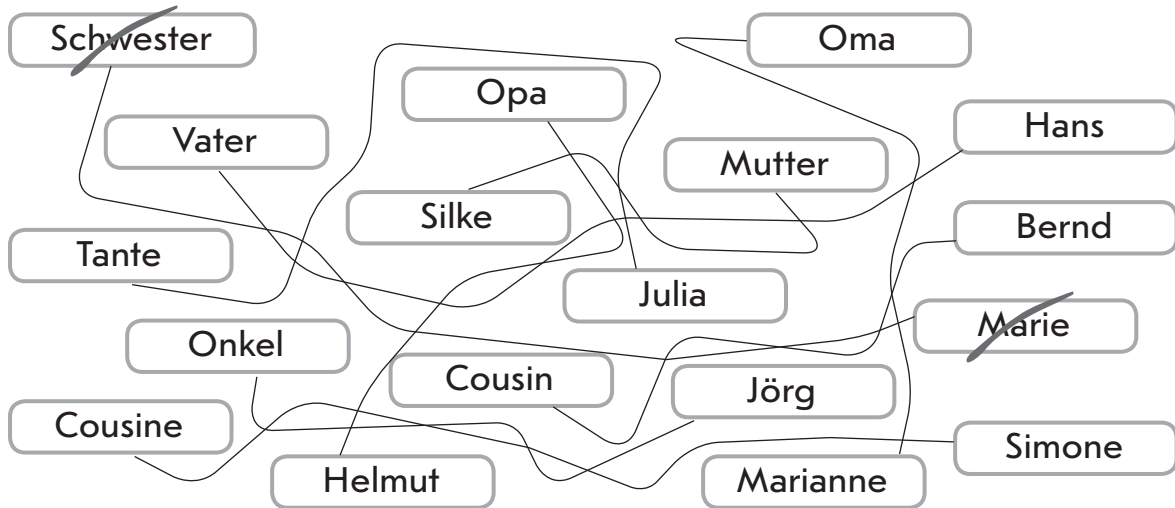 Schwester
Oma
Opa
Hans
Vater
Mutter
Silke
Bernd
Tante
Julia
Marie
Onkel
Cousin
Jörg
Cousine
Simone
Helmut
Marianne